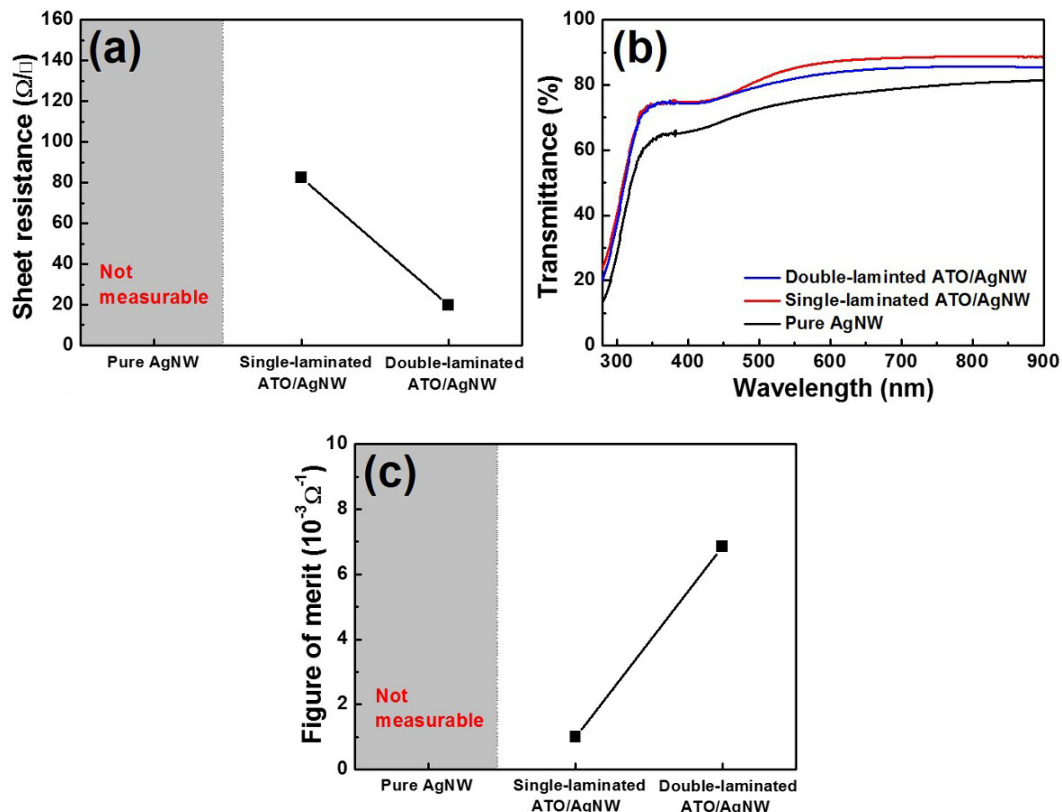 (a)
Sheet resistance (Ω/□)
160
140
120
100
80
60
40
20
0
Not
measurable
Pure AgNW
Single-laminated
ATO/AgNW
Double-laminated
ATO/AgNW
(b)
Transmittance (%)
100
80
60
40
20
0
Double-laminted ATO/AgNW
Single-laminated ATO/AgNW
Pure AgNW
300 400 500 600 700 800 900
Wavelength (nm)
(c)
Figure of merit (10⁻³Ω⁻¹)
10
8
6
4
2
0
Not
measurable
Pure AgNW
Single-laminated
ATO/AgNW
Double-laminated
ATO/AgNW